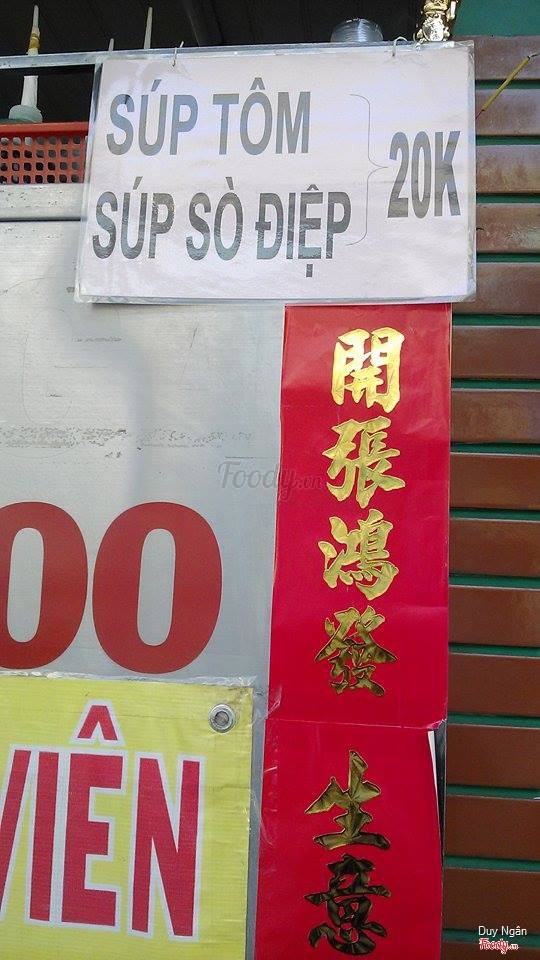 SÚP TÔM
SÚP SÒ ĐIỆP
20K
開張鴻發
生意
Foody.vn
00
VIÊN
Duy Ngân
Foody.vn